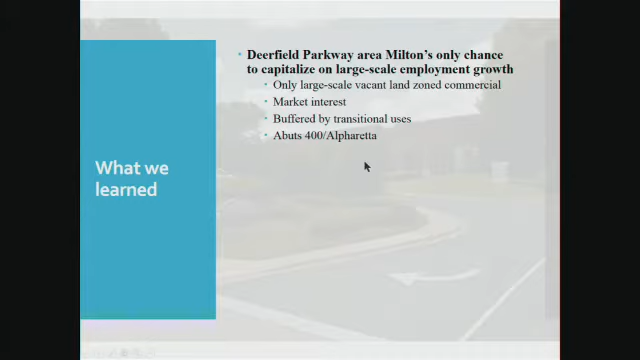 What we
learned
Deerfield Parkway area Milton's only chance
to capitalize on large-scale employment growth
Only large-scale vacant land zoned commercial
Market interest
Buffered by transitional uses
Abuts 400/Alpharetta